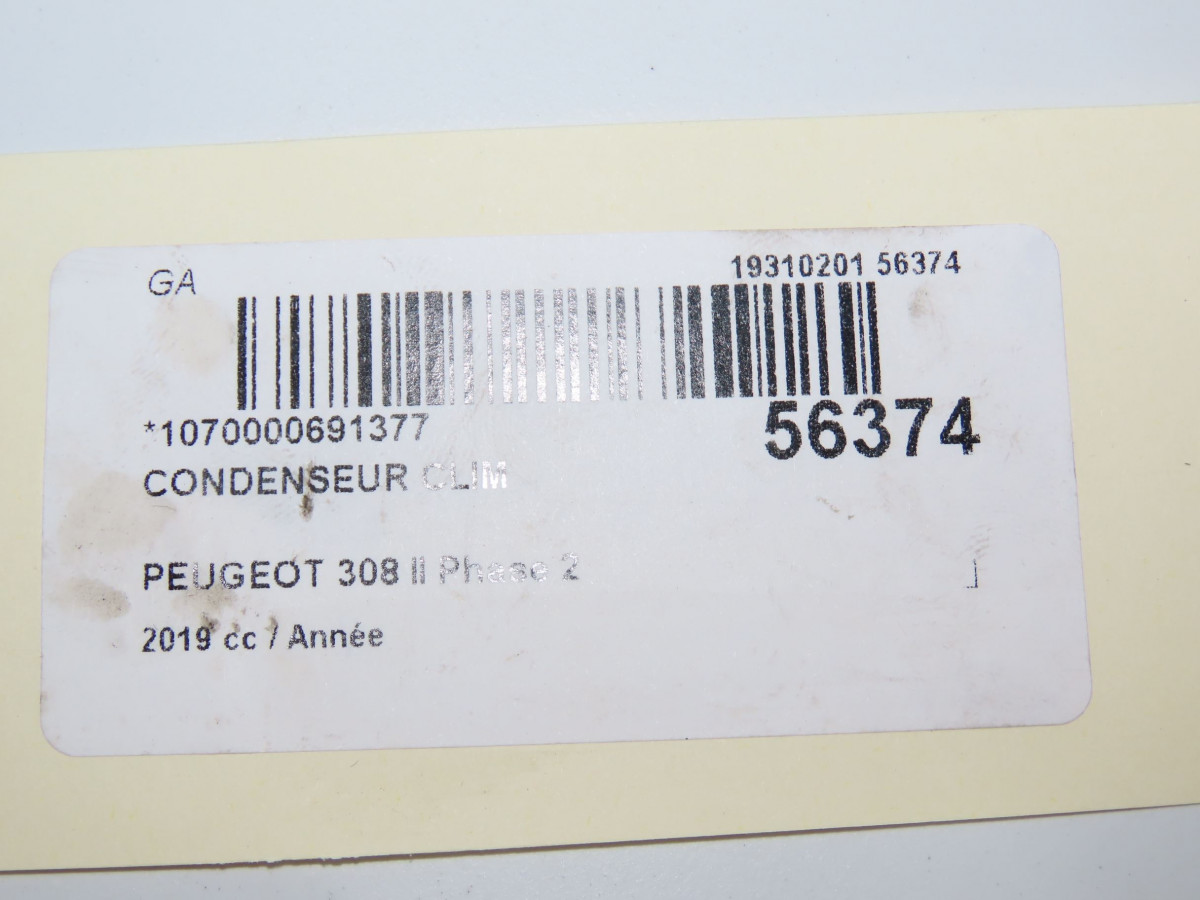 GA
19310201 56374
*1070000691377
56374
CONDENSEUR CLIM
PEUGEOT 308 II Phase 2
2019 cc / Année